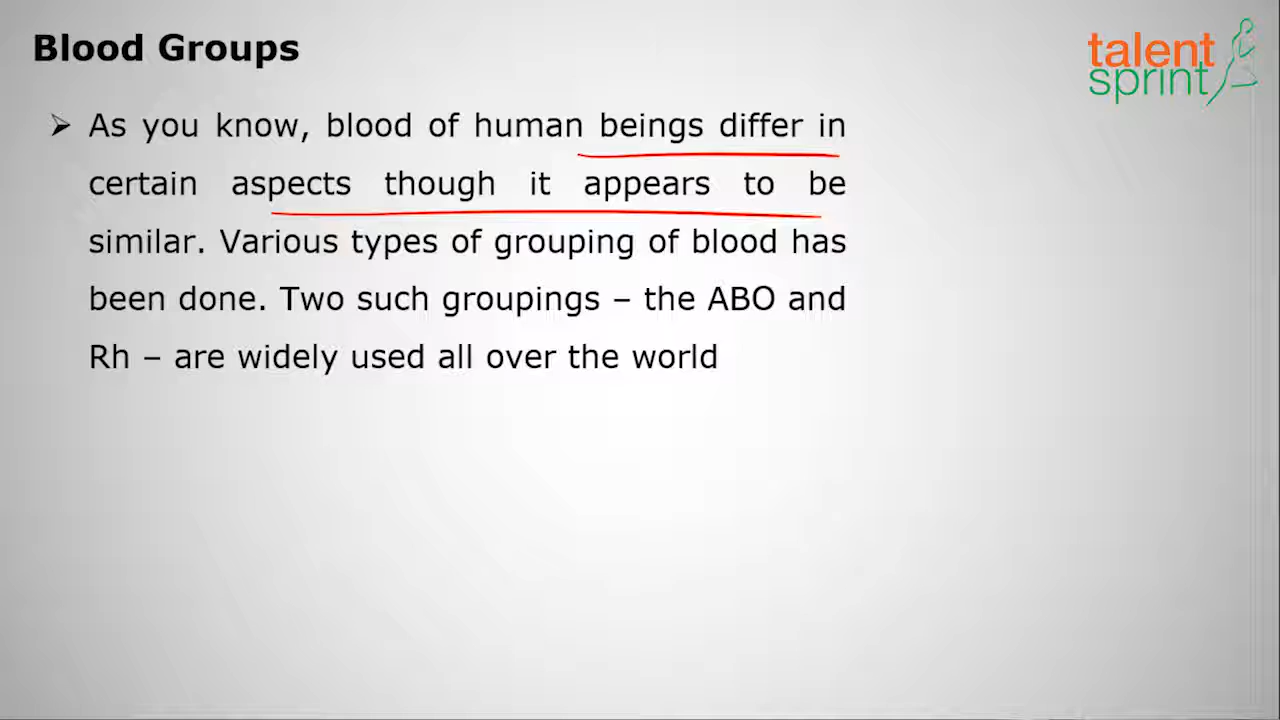 Blood Groups
talent
sprint
➢ As you know, blood of human beings differ in
certain aspects though it appears to be
similar. Various types of grouping of blood has
been done. Two such groupings – the ABO and
Rh – are widely used all over the world